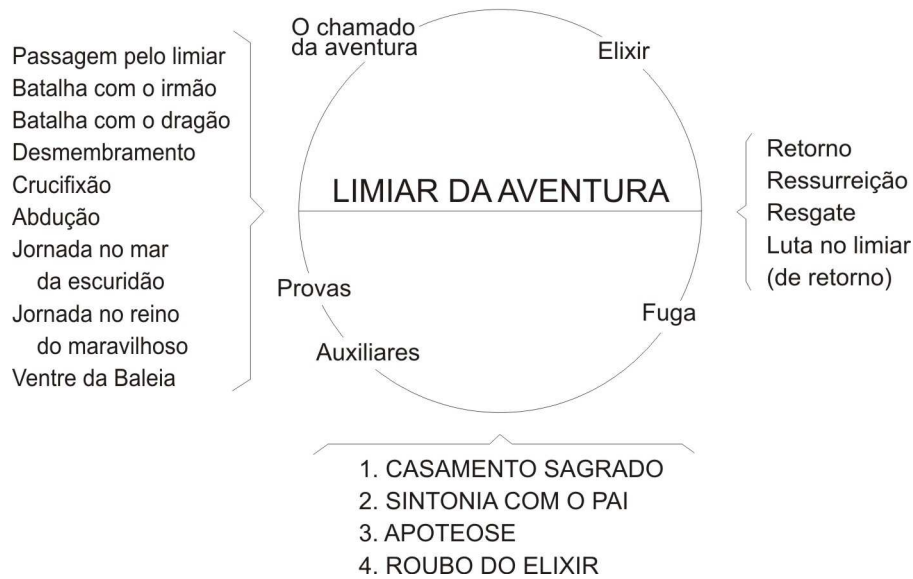 O chamado
da aventura
Elixir
Passagem pelo limiar
Batalha com o irmão
Batalha com o dragão
Desmembramento
Crucifixão
Abdução
Jornada no mar
da escuridão
Jornada no reino
do maravilhoso
Ventre da Baleia
LIMIAR DA AVENTURA
Retorno
Ressurreição
Resgate
Luta no limiar
(de retorno)
Provas
Auxiliares
Fuga
1. CASAMENTO SAGRADO
2. SINTONIA COM O PAI
3. APOTEOSE
4. ROUBO DO ELIXIR